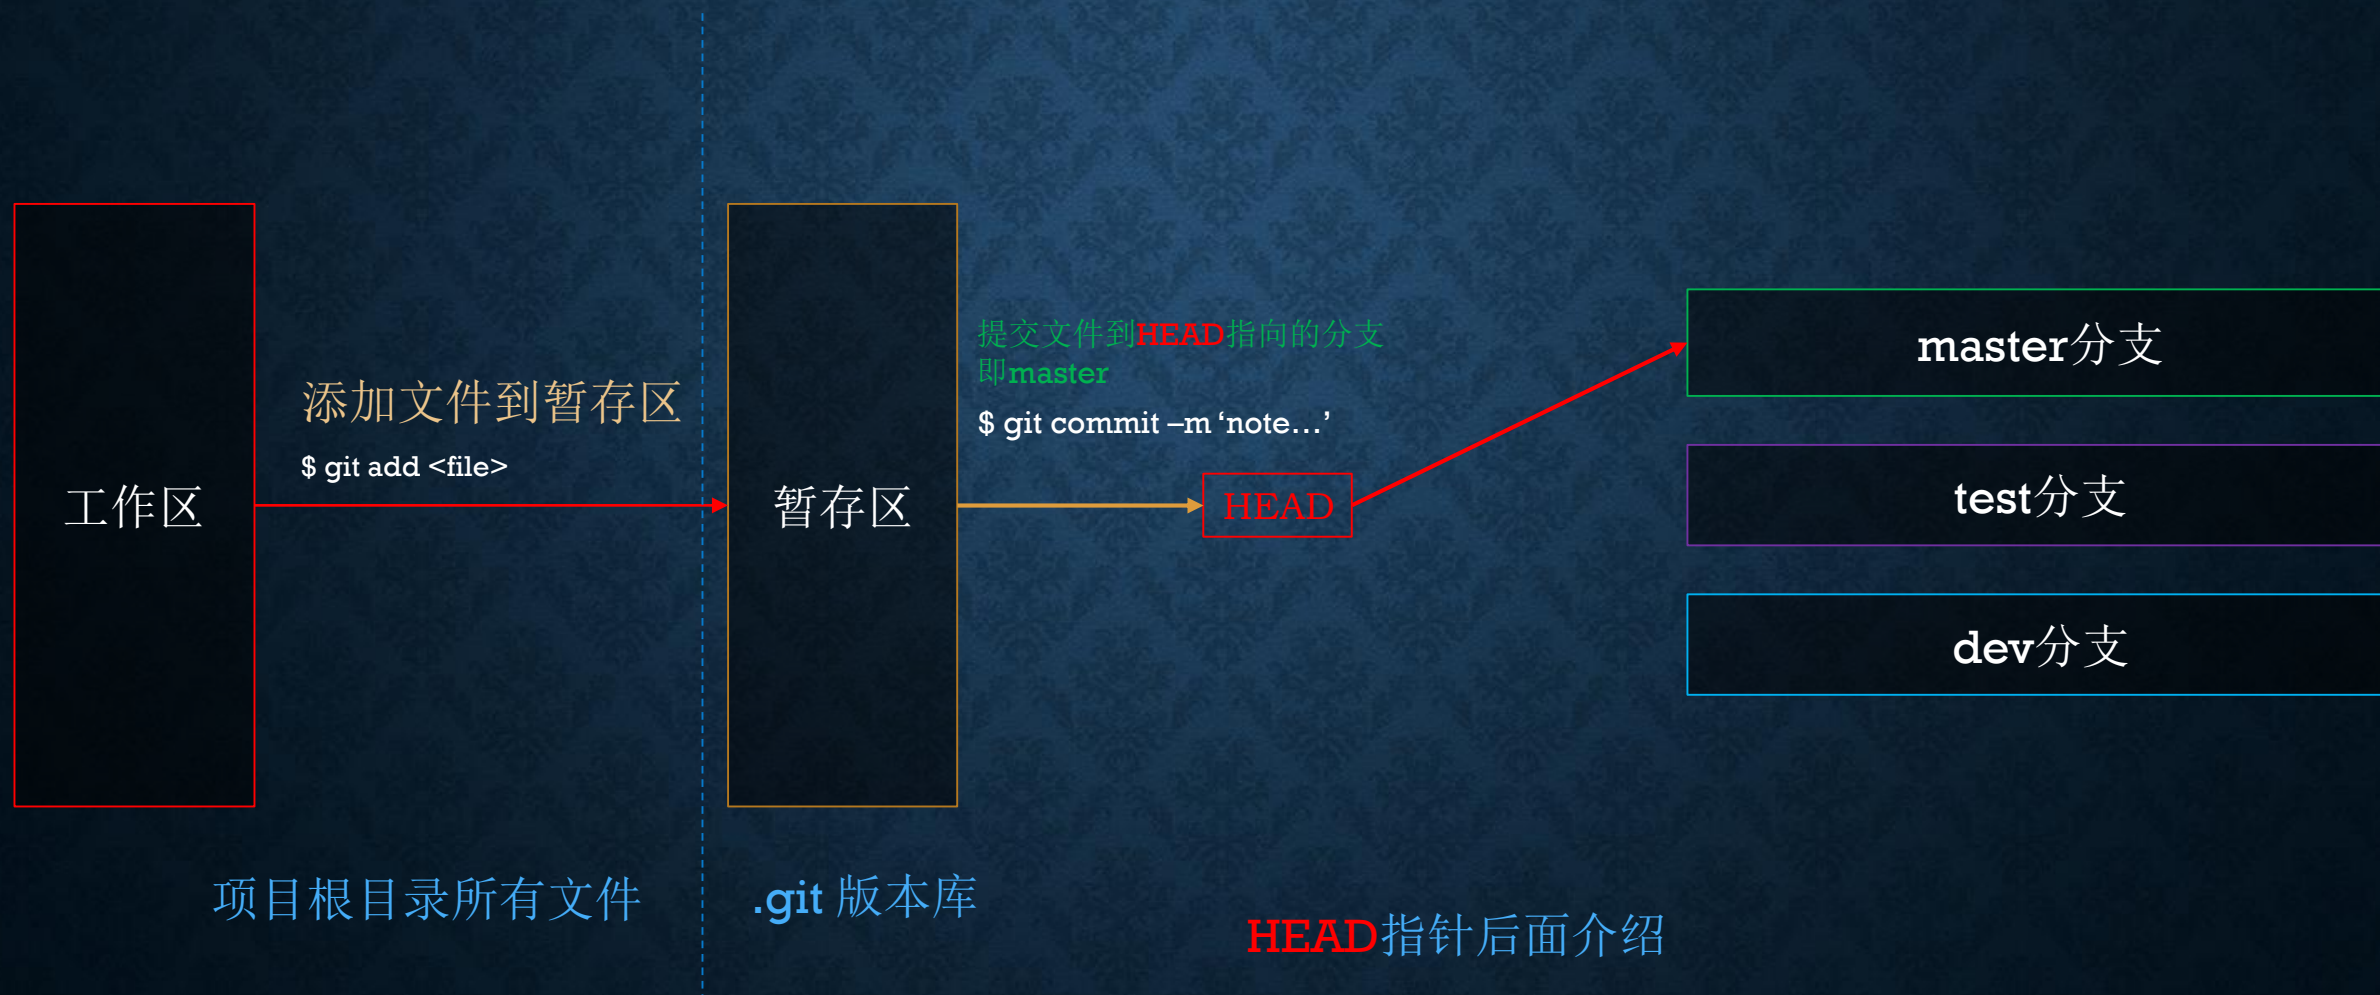 工作区
添加文件到暂存区
$ git add <file>
暂存区
提交文件到HEAD指向的分支
即master
$ git commit –m ‘note…’
HEAD
master分支
test分支
dev分支
项目根目录所有文件
.git 版本库
HEAD指针后面介绍